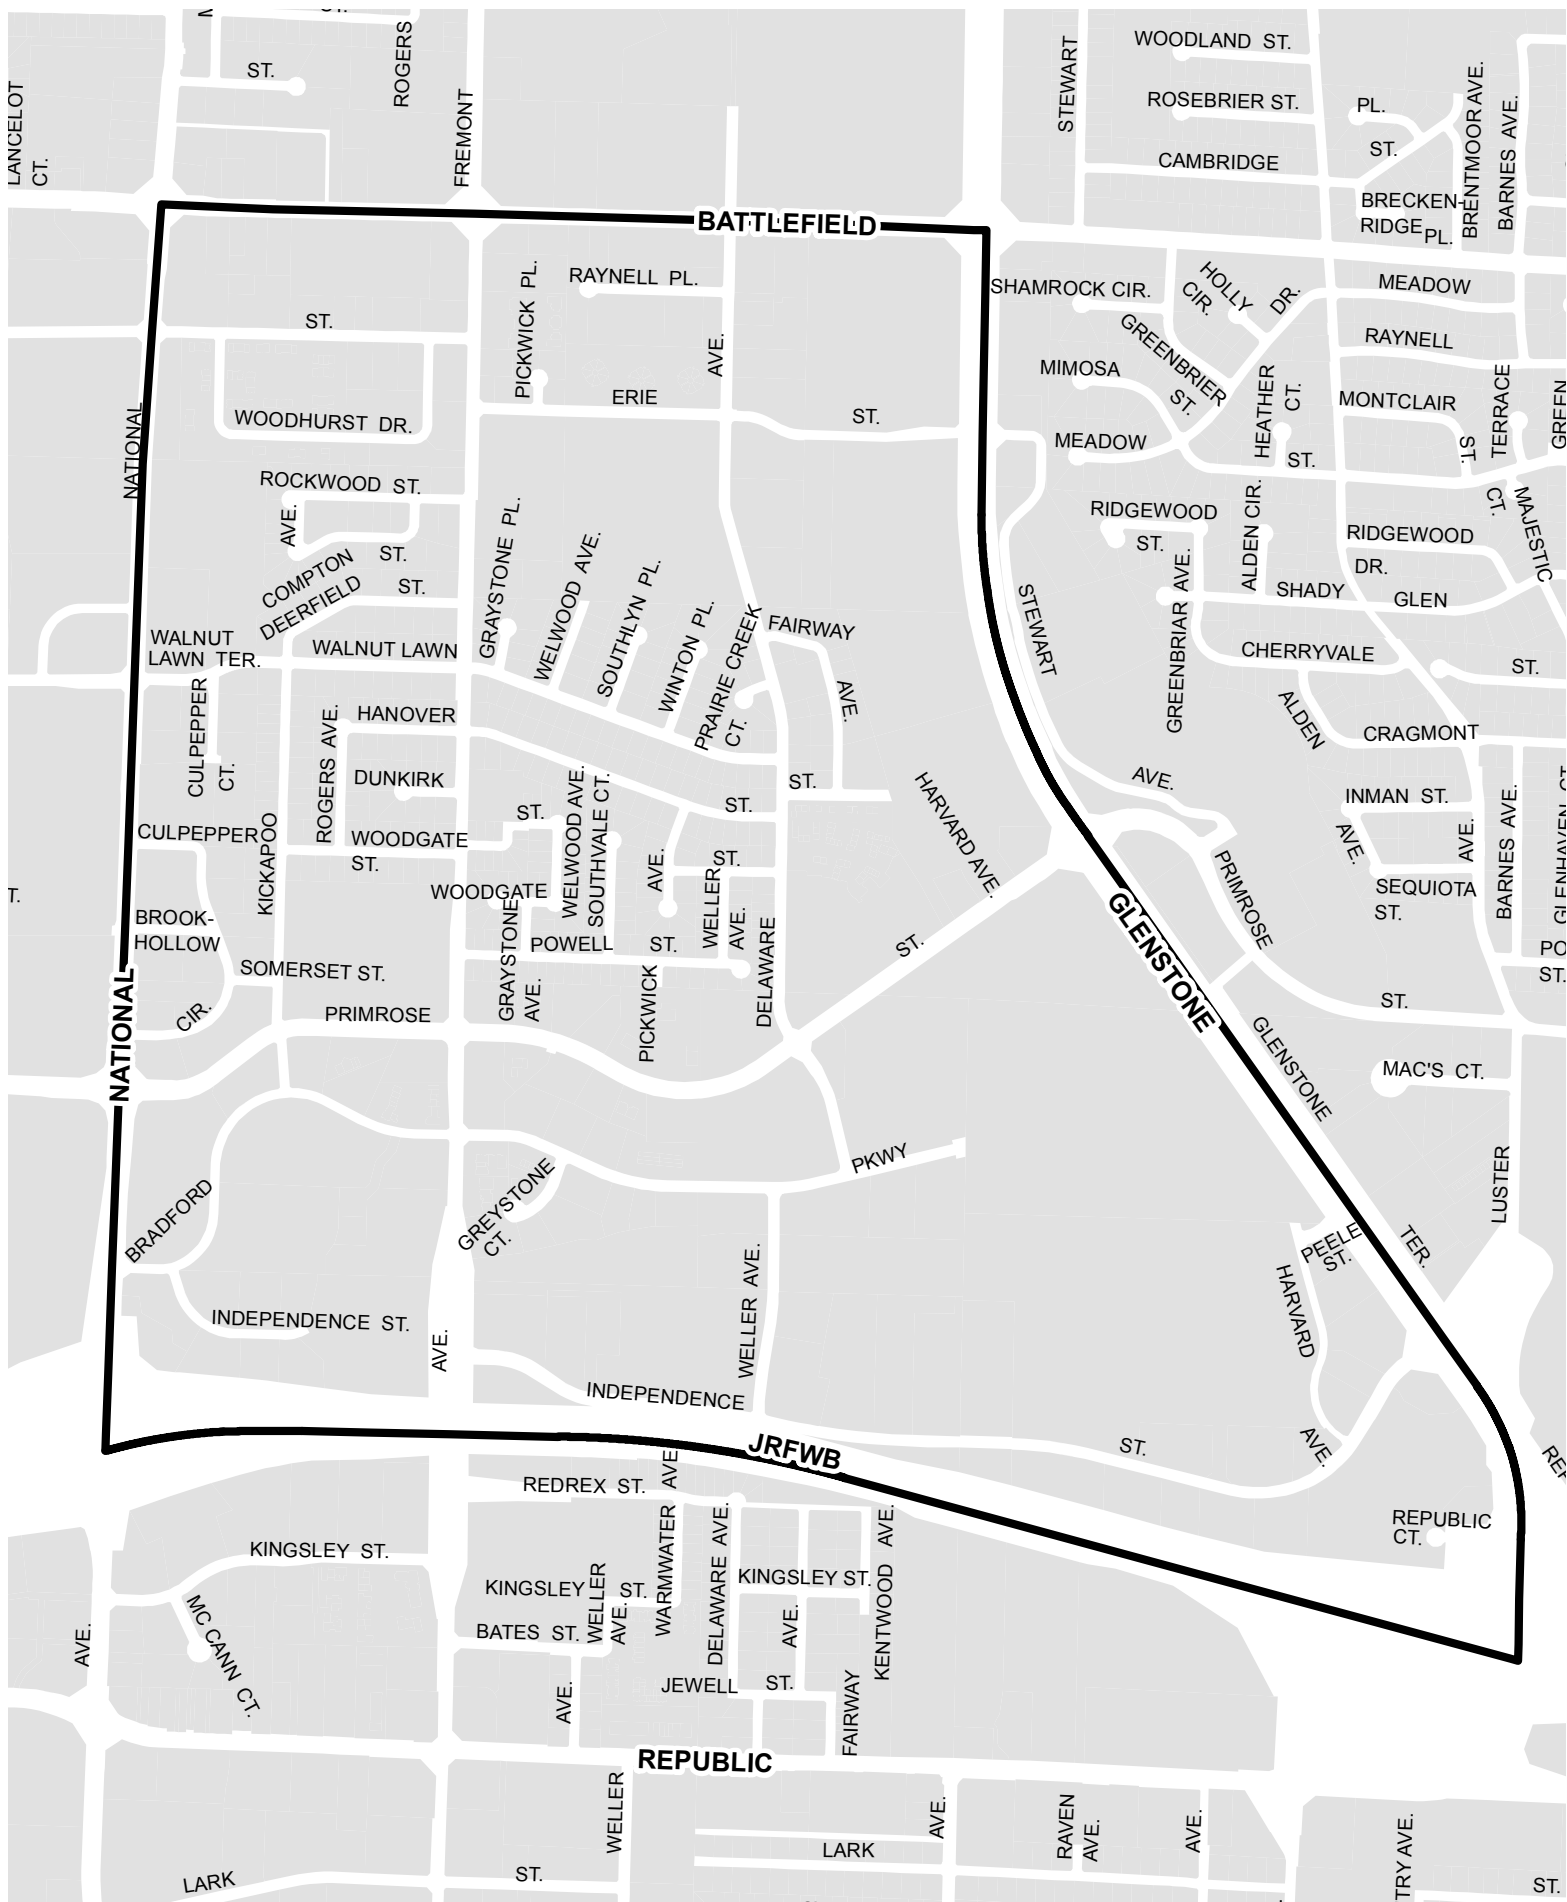 ST.
ROGERS
FREMONT
LANCELOT
CT.
STEWART
WOODLAND ST.
ROSEBRIER ST.
CAMBRIDGE
PL.
ST.
BRECKEN-
RIDGE PL.
BRENTMOOR AVE.
BARNES AVE.
BATTLEFIELD
PICKWICK PL.
RAYNELL PL.
SHAMROCK CIR.
HOLLY
CIR.
DR.
MEADOW
ST.
AVE.
GREENBRIER
ST.
RAYNELL
MIMOSA
ERIE
ST.
HEATHER
CT.
MONTCLAIR
ST.
TERRACE
CT.
GREEN
NATIONAL
WOODHURST DR.
MEADOW
ST.
ROCKWOOD ST.
AVE.
ST.
COMPTON
DEERFIELD
ST.
GRAYSTONE PL.
WELWOOD AVE.
SOUTHLYN PL.
WINTON PL.
PRAIRIE CREEK
CT.
FAIRWAY
AVE.
RIDGEWOOD
ST.
ALDEN CIR.
RIDGEWOOD
DR.
MAJESTIC
STEWART
GREENBRIAR AVE.
SHADY
GLEN
WALNUT
LAWN TER.
WALNUT LAWN
CHERRYVALE
ST.
CULPEPPER
CT.
ROGERS AVE.
HANOVER
ALDEN
CRAGMONT
DUNKIRK
ST.
AVE.
INMAN ST.
AVE.
AVE.
BARNES AVE.
GLENHAVEN CT.
CULPEPPER
KICKAPOO
WOODGATE
ST.
ST.
WELWOOD AVE.
SOUTHVALE CT.
ST.
AVE.
ST.
WELLER
AVE.
HARVARD AVE.
PRIMROSE
SEQUIOTA
ST.
WOODGATE
GRAYSTONE
AVE.
BROOK-
HOLLOW
CIR.
POWELL
ST.
DELAWARE
ST.
GLENSTONE
SOMERSET ST.
PICKWICK
PO
ST.
T.
NATIONAL
PRIMROSE
ST.
GLENSTONE
TER.
MAC'S CT.
PKWY
LUSTER
BRADFORD
GREYSTONE
CT.
WELLER AVE.
PEELE
ST.
HARVARD
AVE.
INDEPENDENCE ST.
AVE.
INDEPENDENCE
ST.
JRFWB
REDREX ST.
AVE
WARMWATER
DELAWARE AVE.
KENTWOOD AVE.
REPUBLIC
CT.
KINGSLEY ST.
KINGSLEY
ST.
WELLER
AVE.
KINGSLEY ST.
AVE.
AVE.
MC CANN CT.
BATES ST.
AVE.
JEWELL
ST.
FAIRWAY
REPUBLIC
WELLER
AVE.
RAVEN
AVE.
AVE.
TRY AVE.
LARK
LARK
ST.
ST.